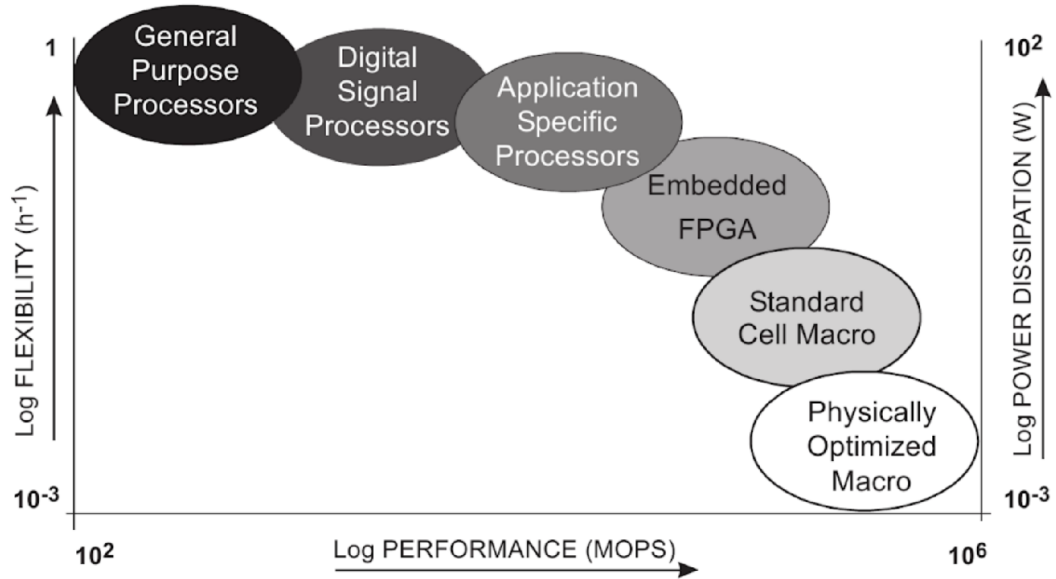 1
10²
General
Purpose
Processors
Digital
Signal
Processors
Application
Specific
Processors
Embedded
FPGA
Standard
Cell Macro
Physically
Optimized
Macro
Log FLEXIBILITY (h⁻¹)
Log POWER DISSIPATION (W)
10⁻³
10⁻³
10²
Log PERFORMANCE (MOPS)
10⁶